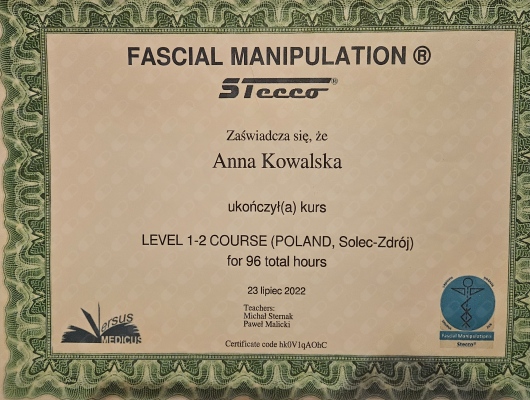 FASCIAL MANIPULATION ®
STecco®
Zaświadcza się, że
Anna Kowalska
ukończył(a) kurs
LEVEL 1-2 COURSE (POLAND, Solec-Zdrój)
for 96 total hours
23 lipiec 2022
Teachers:
Michał Sternak
Paweł Malicki
Certificate code hk0V1qAOhC
Versus
MEDICUS
Fascial Manipulation®
STecco®